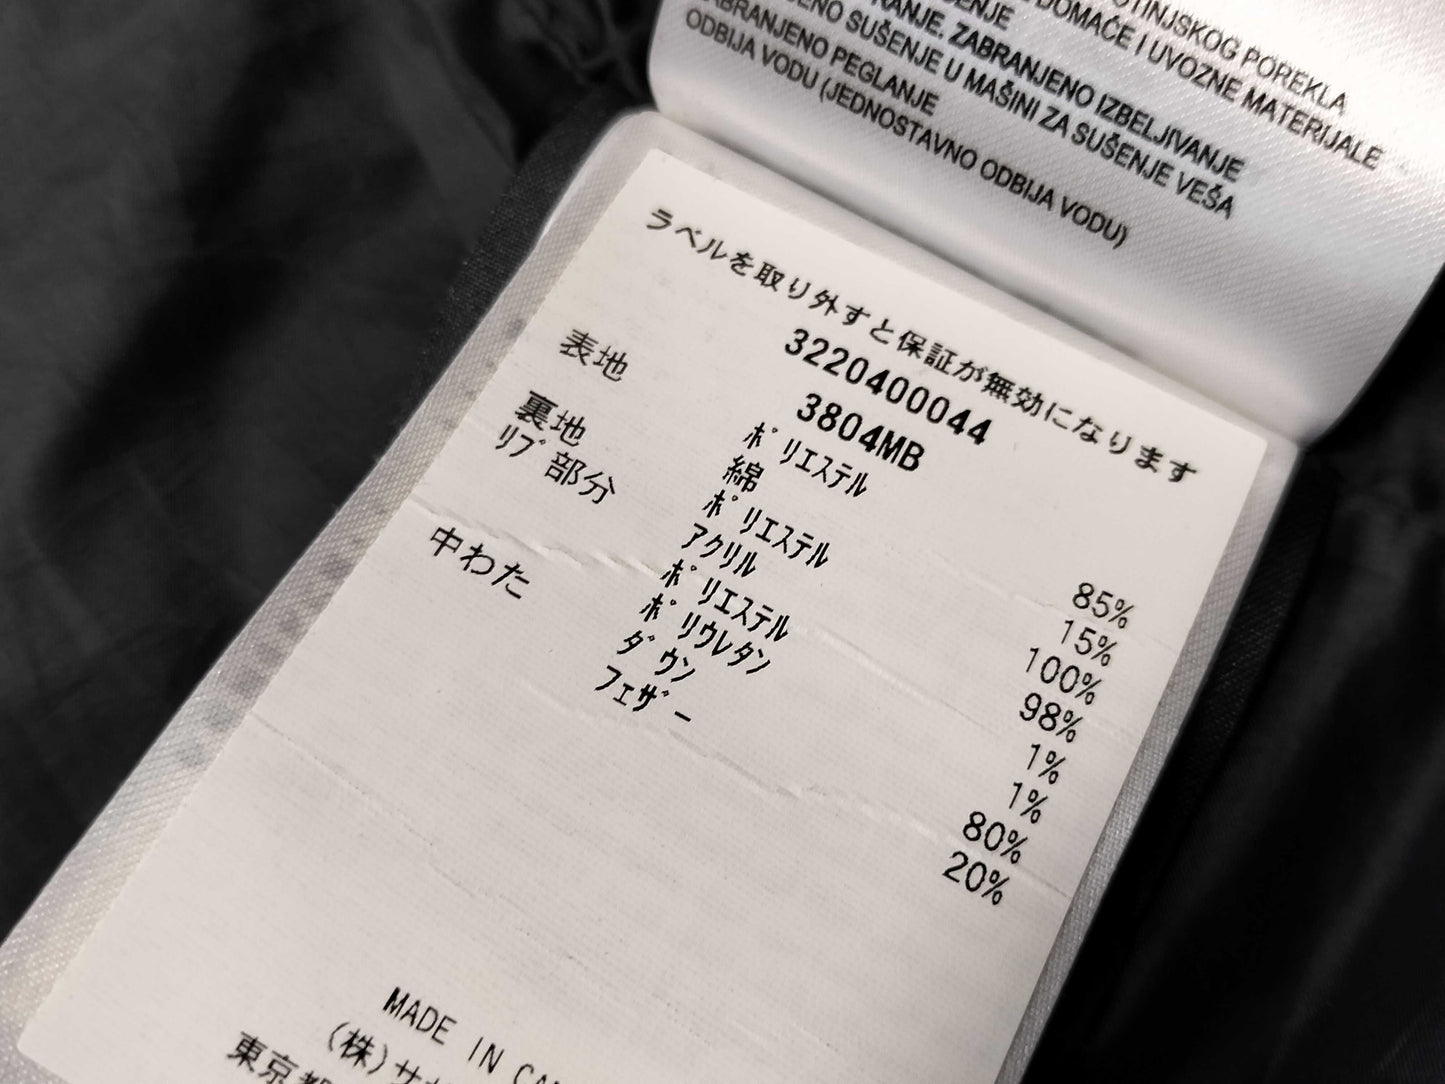 OTINJSKOG POREKLA
DOMAĆE I UVOZNE MATERIJALE
ZABRANJENO IZBELJIVANJE
SUŠENJE U MAŠINI ZA SUŠENJE VEŠA
PEGLANJE
ODBIJA VODU (JEDNOSTAVNO ODBIJA VODU)
ラベルを取り外すと保証が無効になります
3220400044
3804MB
表地 ポリエステル 85%
綿 15%
裏地 ポリエステル 100%
リブ部分 アクリル 98%
ポリエステル 1%
ポリウレタン 1%
中わた ダウン 80%
フェザー 20%
MADE IN
(株)サ
東京都